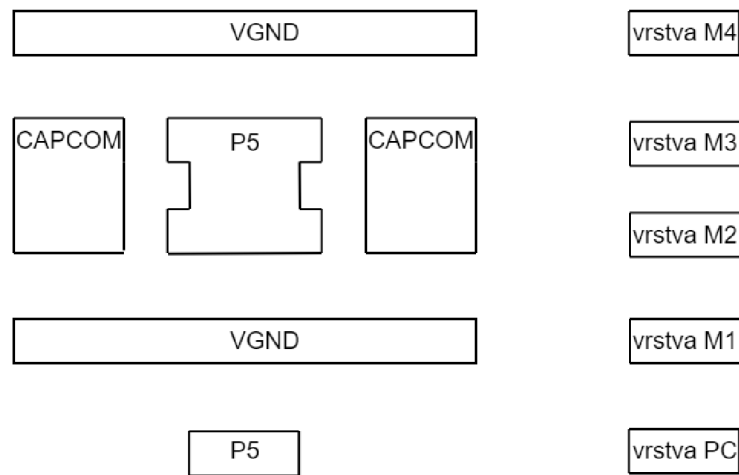 VGND
vrstva M4
CAPCOM
P5
CAPCOM
vrstva M3
vrstva M2
VGND
vrstva M1
P5
vrstva PC